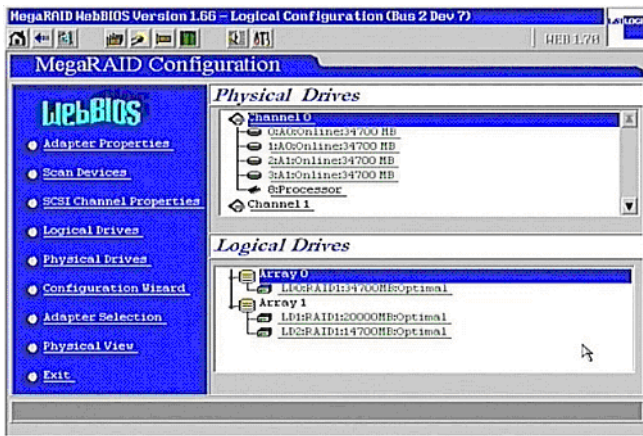 MegaRAID WebBIOS Version 1.66 – Logical Configuration (Bus 2 Dev 7)
WEB 1.70
MegaRAID Configuration
WebBIOS
Adapter Properties
Scan Devices
SCSI Channel Properties
Logical Drives
Physical Drives
Configuration Wizard
Adapter Selection
Physical View
Exit
Physical Drives
Channel 0
0:A0:Online:34700 MB
1:A0:Online:34700 MB
2:A1:Online:34700 MB
3:A1:Online:34700 MB
8:Processor
Channel 1
Logical Drives
Array 0
LD0:RAID1:34700MB:Optimal
Array 1
LD1:RAID1:20000MB:Optimal
LD2:RAID1:14700MB:Optimal